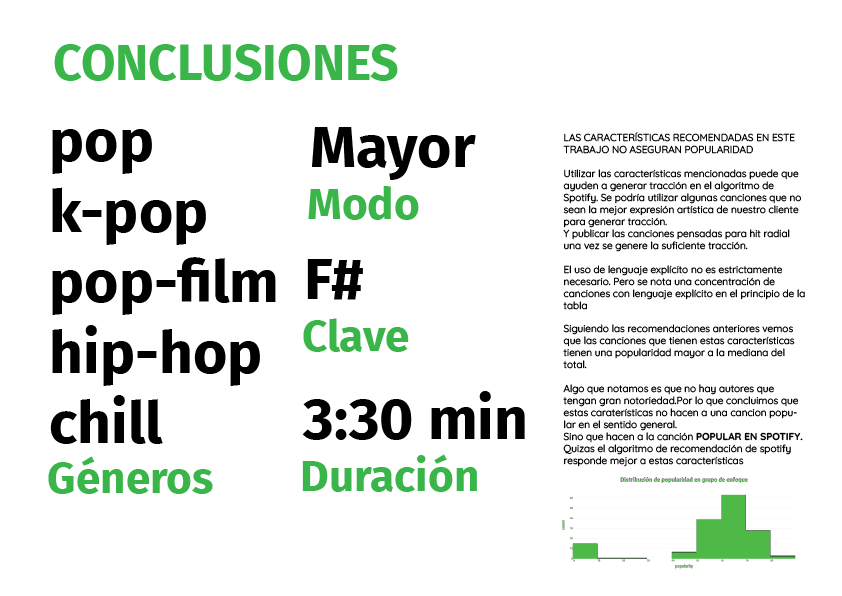 CONCLUSIONES
pop
k-pop
pop-film
hip-hop
chill
Géneros
Mayor
Modo
F#
Clave
3:30 min
Duración
LAS CARACTERÍSTICAS RECOMENDADAS EN ESTE
TRABAJO NO ASEGURAN POPULARIDAD
Utilizar las características mencionadas puede que
ayuden a generar tracción en el algoritmo de
Spotify. Se podría utilizar algunas canciones que no
sean la mejor expresión artística de nuestro cliente
para generar tracción.
Y publicar las canciones pensadas para hit radial
una vez se genere la suficiente tracción.
El uso de lenguaje explícito no es estrictamente
necesario. Pero se nota una concentración de
canciones con lenguaje explícito en el principio de la
tabla
Siguiendo las recomendaciones anteriores vemos
que las canciones que tienen estas características
tienen una popularidad mayor a la mediana del
total.
Algo que notamos es que no hay autores que
tengan gran notoriedad.Por lo que concluimos que
estas caraterísticas no hacen a una cancion popu-
lar en el sentido general.
Sino que hacen a la canción POPULAR EN SPOTIFY.
Quizas el algoritmo de recomendación de spotify
responde mejor a estas características
Distribución de popularidad en grupo de enfoque
count
popularity